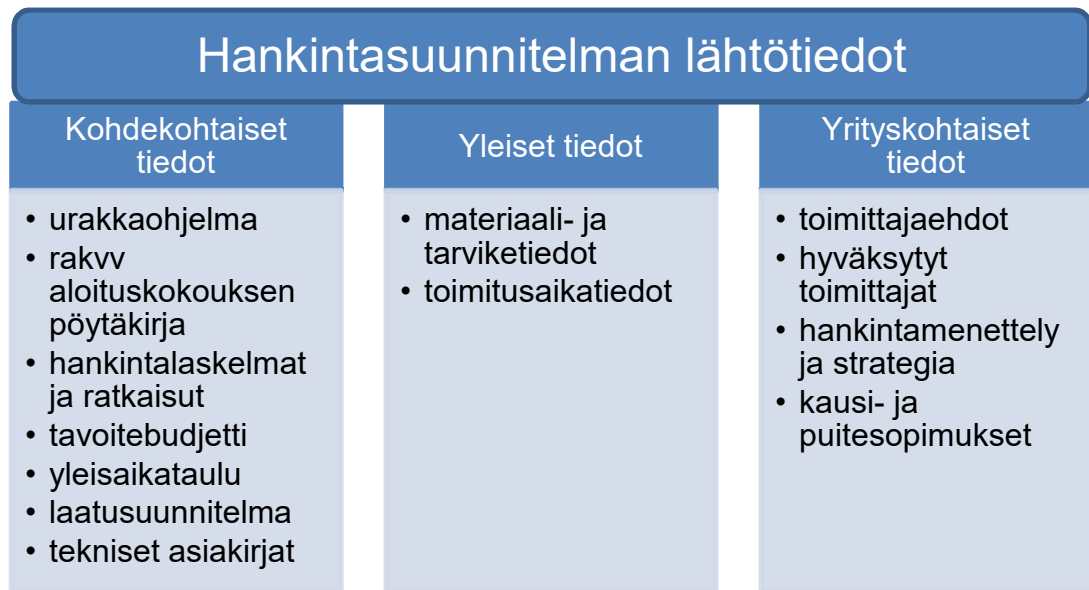 Hankintasuunnitelman lähtötiedot
Kohdekohtaiset
tiedot
• urakkaohjelma
• rakvv
aloituskokouksen
pöytäkirja
• hankintalaskelmat
ja ratkaisut
• tavoitebudjetti
• yleisaikataulu
• laatusuunnitelma
• tekniset asiakirjat
Yleiset tiedot
• materiaali- ja
tarviketiedot
• toimitusaikatiedot
Yrityskohtaiset
tiedot
• toimittajaehdot
• hyväksytyt
toimittajat
• hankintamenettely
ja strategia
• kausi- ja
puitesopimukset